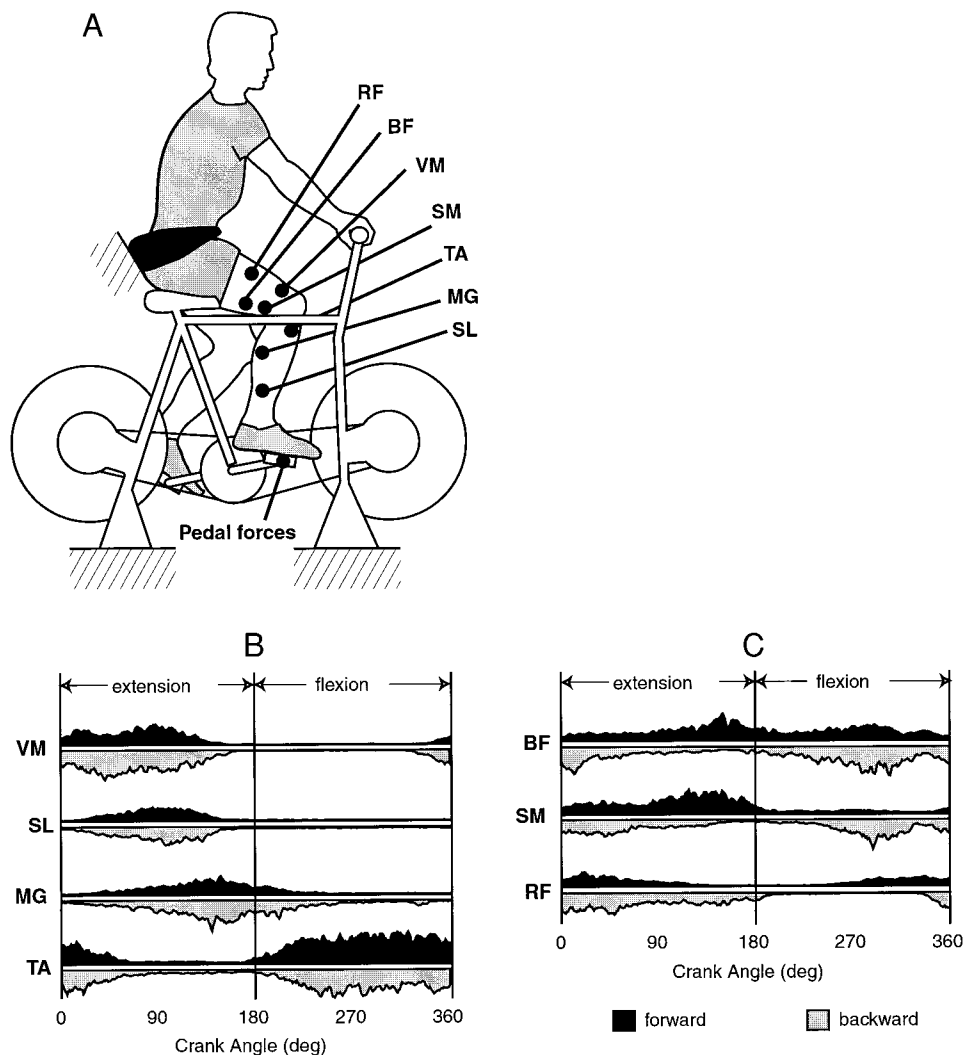 A
RF
BF
VM
SM
TA
MG
SL
Pedal forces
B
extension flexion
VM
SL
MG
TA
0 90 180 270 360
Crank Angle (deg)
C
extension flexion
BF
SM
RF
0 90 180 270 360
Crank Angle (deg)
forward backward